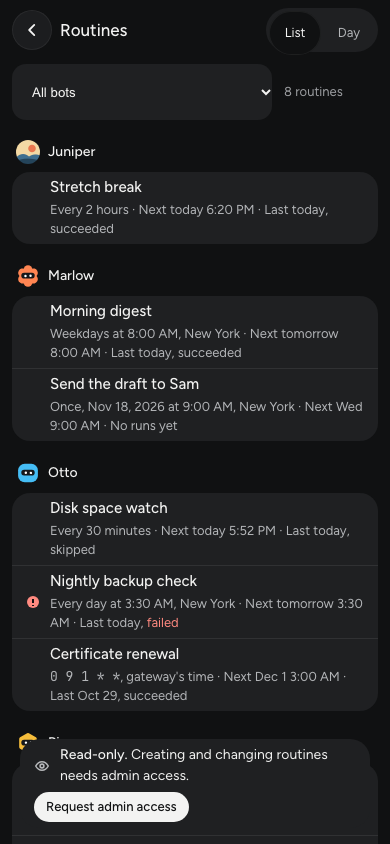 Routines
List
Day
All bots
8 routines
Juniper
Stretch break
Every 2 hours · Next today 6:20 PM · Last today,
succeeded
Marlow
Morning digest
Weekdays at 8:00 AM, New York · Next tomorrow
8:00 AM · Last today, succeeded
Send the draft to Sam
Once, Nov 18, 2026 at 9:00 AM, New York · Next Wed
9:00 AM · No runs yet
Otto
Disk space watch
Every 30 minutes · Next today 5:52 PM · Last today,
skipped
Nightly backup check
Every day at 3:30 AM, New York · Next tomorrow 3:30
AM · Last today, failed
Certificate renewal
0 9 1 * *, gateway's time · Next Dec 1 3:00 AM ·
Last Oct 29, succeeded
Read-only. Creating and changing routines
needs admin access.
Request admin access